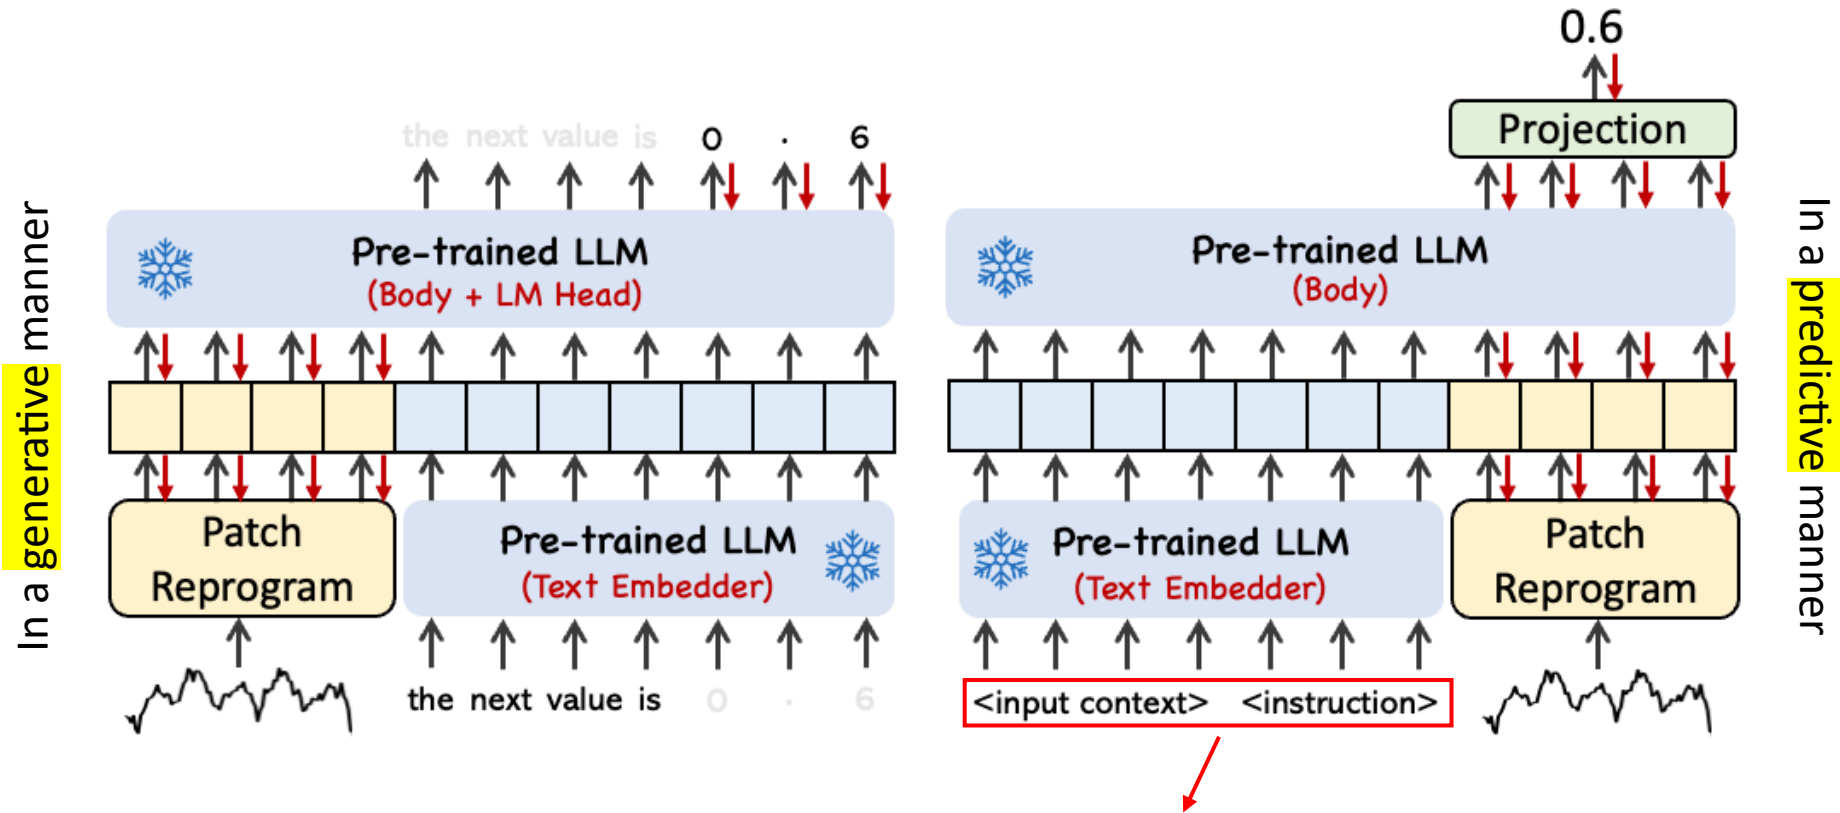 In a generative manner
the next value is 0 . 6
Pre-trained LLM
(Body + LM Head)
Patch
Reprogram
Pre-trained LLM
(Text Embedder)
the next value is 0 . 6
0.6
Projection
Pre-trained LLM
(Body)
Pre-trained LLM
(Text Embedder)
Patch
Reprogram
<input context> <instruction>
In a predictive manner